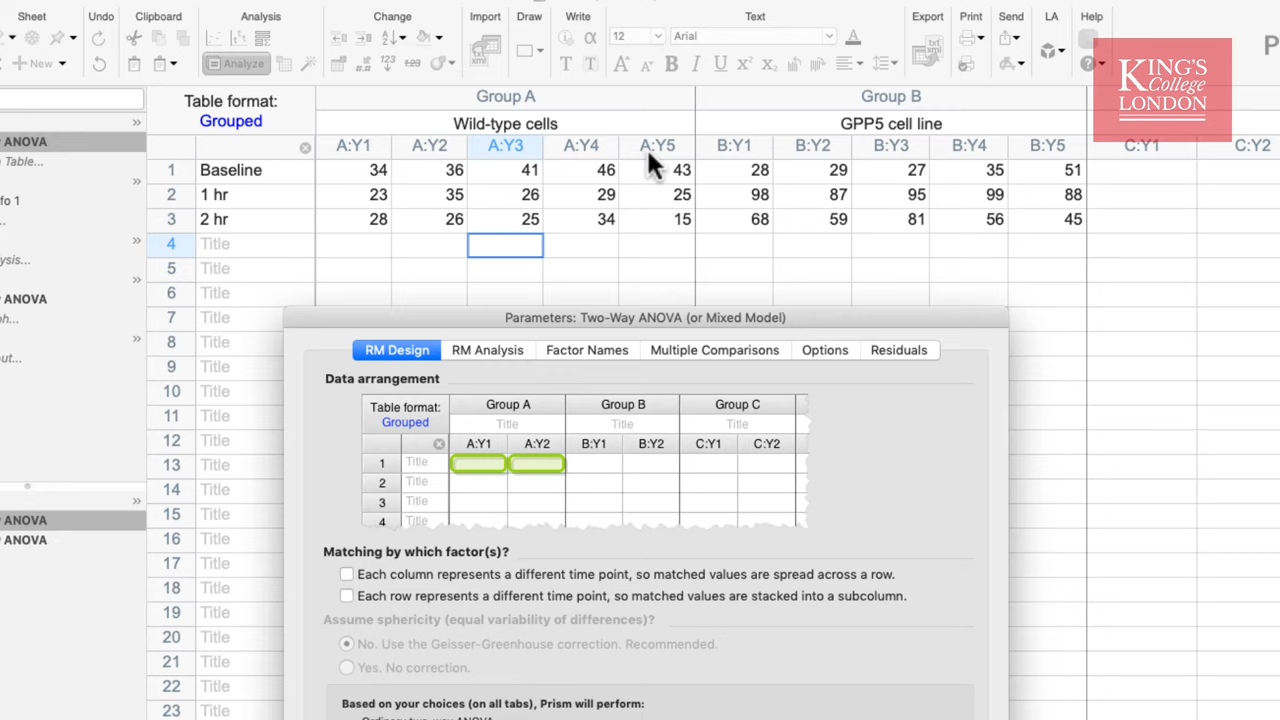 Sheet Undo Clipboard Analysis Change Import Draw Write Text Export Print Send LA Help
12 Arial
New Analyze
KING'S
College
LONDON
Table format:
Grouped
Group A Group B
Wild-type cells GPP5 cell line
A:Y1 A:Y2 A:Y3 A:Y4 A:Y5 B:Y1 B:Y2 B:Y3 B:Y4 B:Y5 C:Y1 C:Y2
1 Baseline 34 36 41 46 43 28 29 27 35 51
2 1 hr 23 35 26 29 25 98 87 95 99 88
3 2 hr 28 26 25 34 15 68 59 81 56 45
4 Title
5 Title
6 Title
7 Title
8 Title
9 Title
10 Title
11 Title
12 Title
13 Title
14 Title
15 Title
16 Title
17 Title
18 Title
19 Title
20 Title
21 Title
22 Title
23 Title
ANOVA
Table...
fo 1
ANOVA
ANOVA
ANOVA
Parameters: Two-Way ANOVA (or Mixed Model)
RM Design RM Analysis Factor Names Multiple Comparisons Options Residuals
Data arrangement
Table format:
Grouped
Group A Group B Group C
Title Title Title
A:Y1 A:Y2 B:Y1 B:Y2 C:Y1 C:Y2
1 Title
2 Title
3 Title
4 Title
Matching by which factor(s)?
Each column represents a different time point, so matched values are spread across a row.
Each row represents a different time point, so matched values are stacked into a subcolumn.
Assume sphericity (equal variability of differences)?
No. Use the Geisser-Greenhouse correction. Recommended.
Yes. No correction.
Based on your choices (on all tabs), Prism will perform:
Ordinary two-way ANOVA